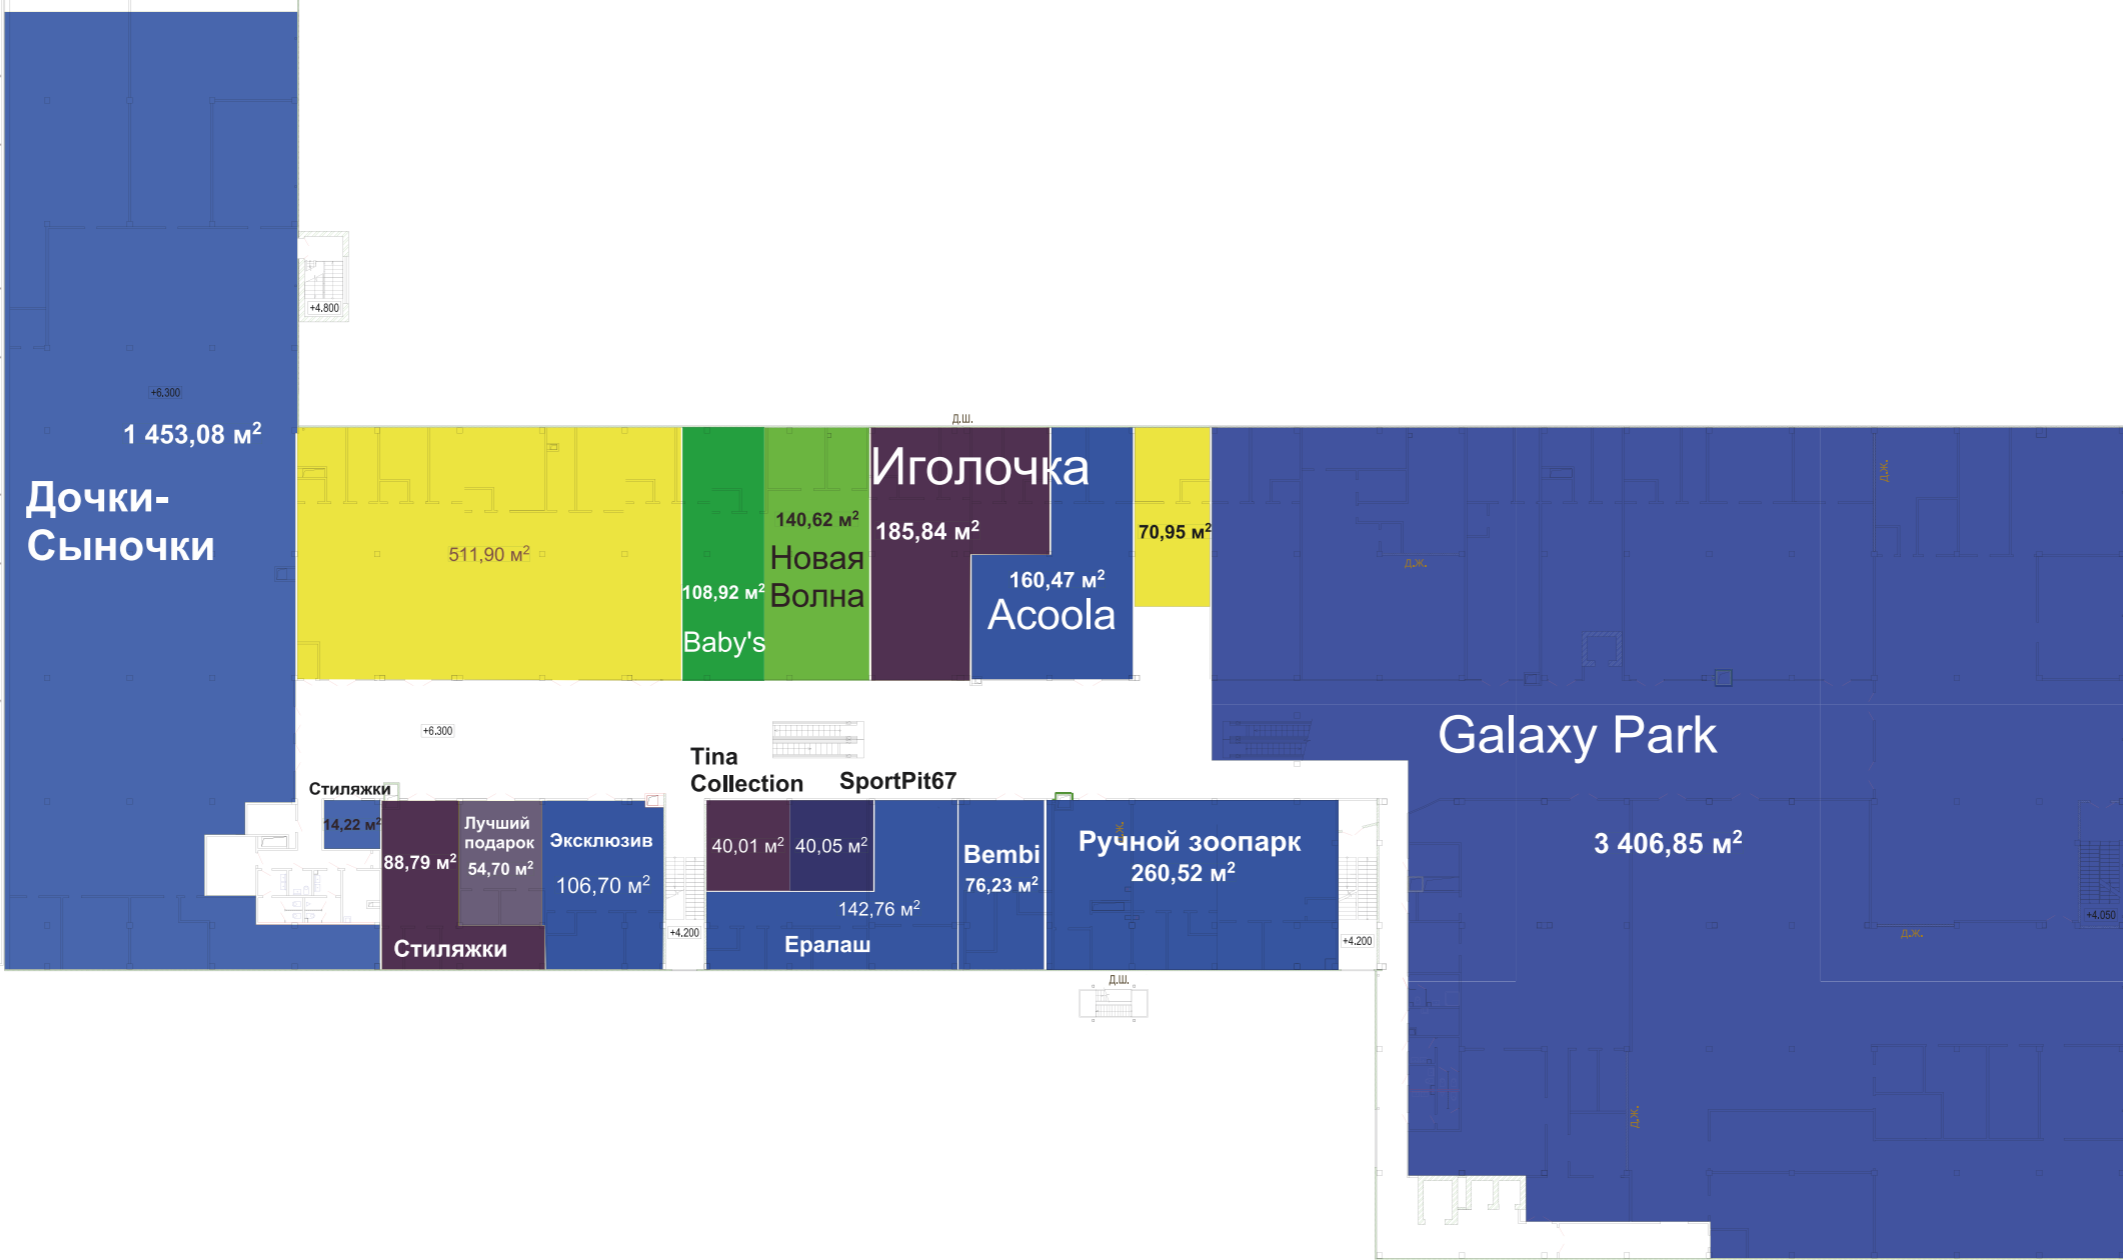 +4.800
+6.300
1 453,08 м²
Дочки-
Сыночки
Д.Ш.
511,90 м²
108,92 м²
Baby's
140,62 м²
Новая
Волна
Иголочка
185,84 м²
160,47 м²
Acoola
70,95 м²
Д.Ж.
Д.Ж.
Galaxy Park
3 406,85 м²
+4.050
Д.Ж.
Д.Ж.
+6.300
Tina
Collection
SportPit67
Стиляжки
14,22 м²
88,79 м²
Стиляжки
Лучший
подарок
54,70 м²
Эксклюзив
106,70 м²
+4.200
40,01 м²
40,05 м²
142,76 м²
Ералаш
Bembi
76,23 м²
Ж.
Ручной зоопарк
260,52 м²
+4.200
Д.Ш.